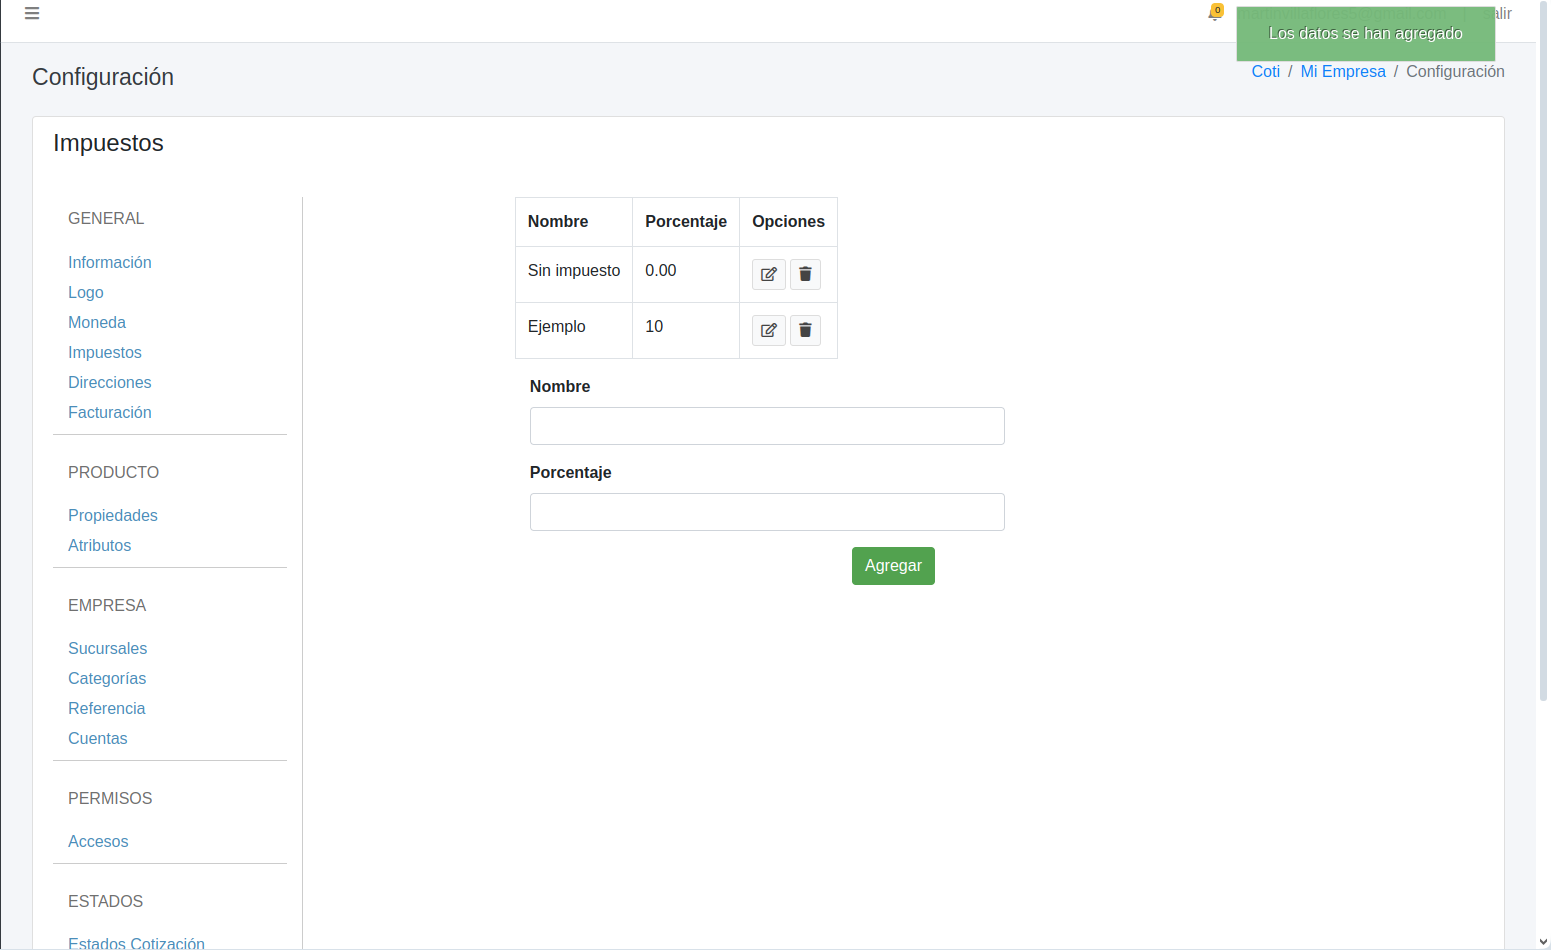 0
Salir
Los datos se han agregado
Configuración
Coti / Mi Empresa / Configuración
Impuestos
GENERAL
Información
Logo
Moneda
Impuestos
Direcciones
Facturación
PRODUCTO
Propiedades
Atributos
EMPRESA
Sucursales
Categorías
Referencia
Cuentas
PERMISOS
Accesos
ESTADOS
Estados Cotización
Nombre Porcentaje Opciones
Sin impuesto 0.00
Ejemplo 10
Nombre
Porcentaje
Agregar